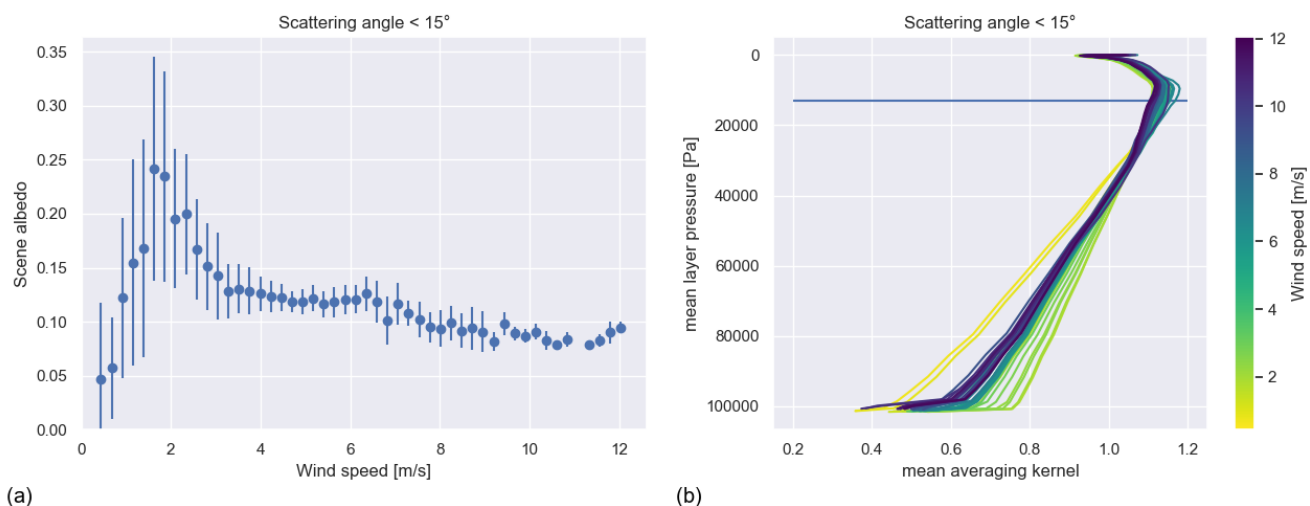 Scattering angle < 15°
0.35
0.30
0.25
0.20
0.15
0.10
0.05
0.00
Scene albedo
0 2 4 6 8 10 12
Wind speed [m/s]
(a)
Scattering angle < 15°
0
20000
40000
60000
80000
100000
mean layer pressure [Pa]
0.2 0.4 0.6 0.8 1.0 1.2
mean averaging kernel
12
10
8
6
4
2
Wind speed [m/s]
(b)